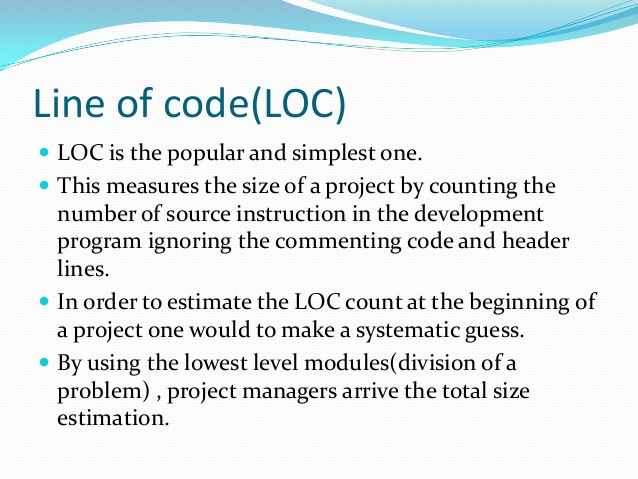 Line of code(LOC)
LOC is the popular and simplest one.
This measures the size of a project by counting the
number of source instruction in the development
program ignoring the commenting code and header
lines.
In order to estimate the LOC count at the beginning of
a project one would to make a systematic guess.
By using the lowest level modules(division of a
problem) , project managers arrive the total size
estimation.